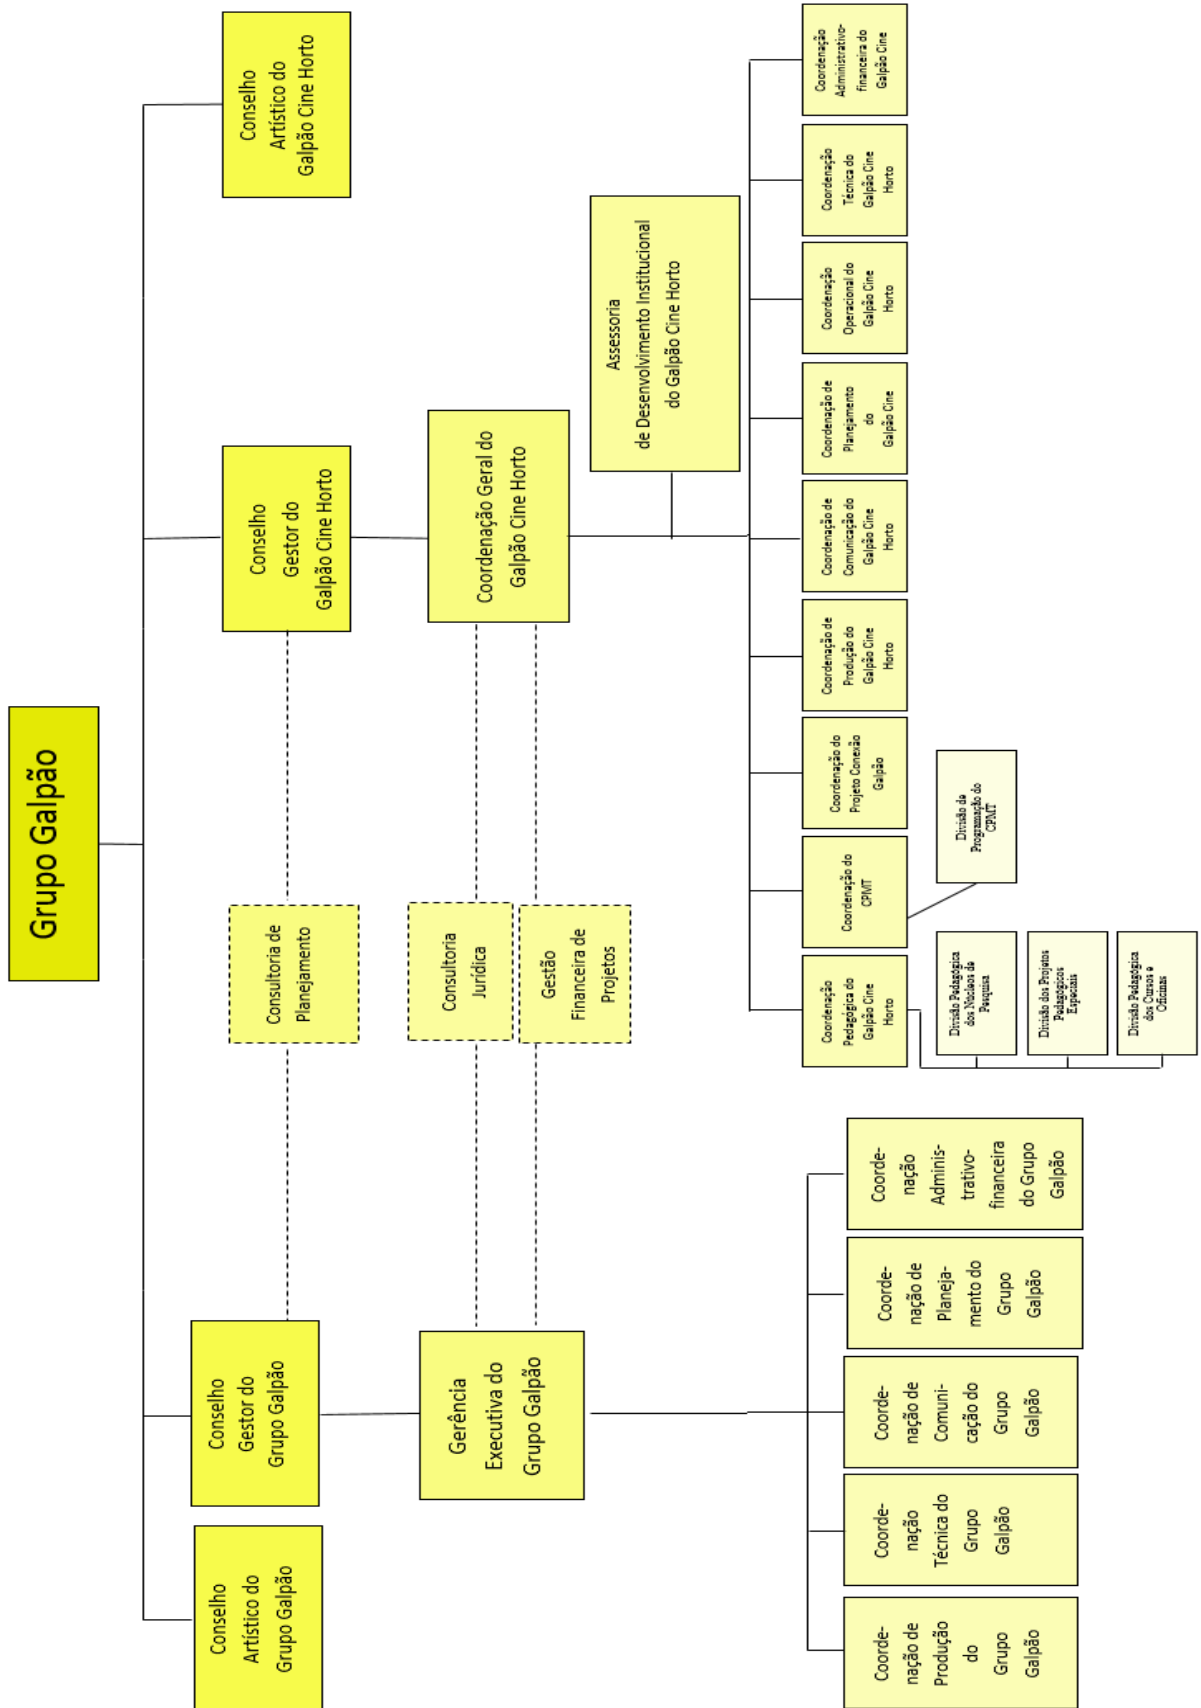 Grupo Galpão
Conselho
Artístico do
Grupo Galpão
Conselho
Gestor do
Grupo Galpão
Conselho
Gestor do
Galpão Cine Horto
Conselho
Artístico do
Galpão Cine Horto
Consultoria de
Planejamento
Gerência
Executiva do
Grupo Galpão
Consultoria
Jurídica
Gestão
Financeira de
Projetos
Coordenação Geral do
Galpão Cine Horto
Assessoria
de Desenvolvimento Institucional
do Galpão Cine Horto
Coorde-
nação de
Produção
do
Grupo
Galpão
Coorde-
nação
Técnica do
Grupo
Galpão
Coorde-
nação de
Comuni-
cação do
Grupo
Galpão
Coorde-
nação de
Planeja-
mento do
Grupo
Galpão
Coorde-
nação
Adminis-
trativo-
financeira
do Grupo
Galpão
Coordenação
Pedagógica do
Galpão Cine
Horto
Coordenação do
CPMT
Coordenação do
Projeto Conexão
Galpão
Coordenação de
Produção do
Galpão Cine
Horto
Coordenação de
Comunicação do
Galpão Cine
Horto
Coordenação de
Planejamento
do
Galpão Cine
Coordenação
Operacional do
Galpão Cine
Horto
Coordenação
Técnica do
Galpão Cine
Horto
Coordenação
Administrativo-
financeira do
Galpão Cine
Divisão Pedagógica
dos Núcleos de
Pesquisa
Divisão dos Projetos
Pedagógicos
Especiais
Divisão Pedagógica
dos Cursos e
Oficinas
Divisão de
Programação do
CPMT